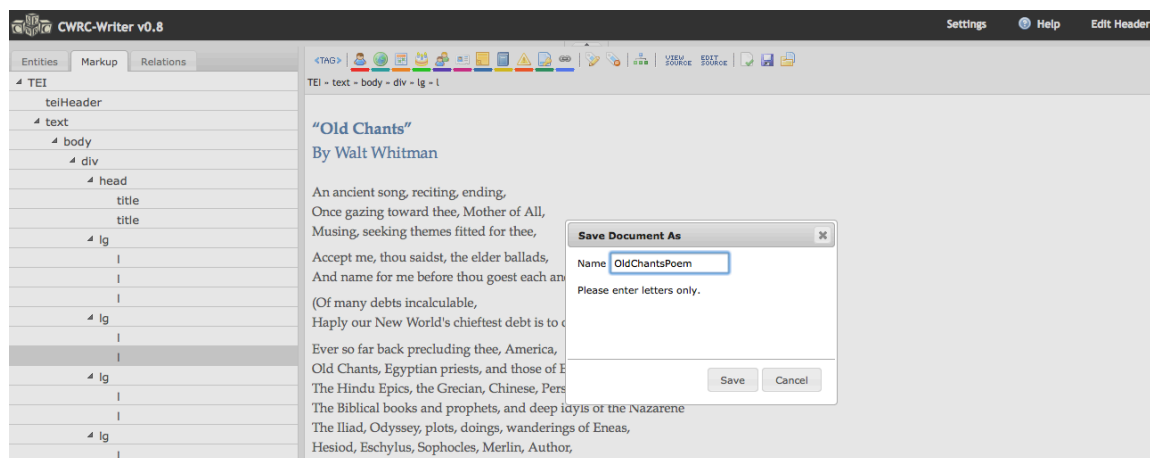 CWRC-Writer v0.8
Settings Help Edit Header
Entities Markup Relations
<TAG> VIEW SOURCE EDIT SOURCE
TEI
TEI - text - body - div - lg - l
teiHeader
text
body
div
head
title
title
lg
l
l
l
lg
l
l
lg
l
l
lg
l
“Old Chants”
By Walt Whitman
An ancient song, reciting, ending,
Once gazing toward thee, Mother of All,
Musing, seeking themes fitted for thee,
Accept me, thou saidst, the elder ballads,
And name for me before thou goest each
(Of many debts incalculable,
Haply our New World's chieftest debt is to
Ever so far back precluding thee, America,
Old Chants, Egyptian priests, and those of
The Hindu Epics, the Grecian, Chinese, Pers
The Biblical books and prophets, and deep idyls of the Nazarene
The Iliad, Odyssey, plots, doings, wanderings of Eneas,
Hesiod, Eschylus, Sophocles, Merlin, Author,
Save Document As
Name OldChantsPoem
Please enter letters only.
Save Cancel